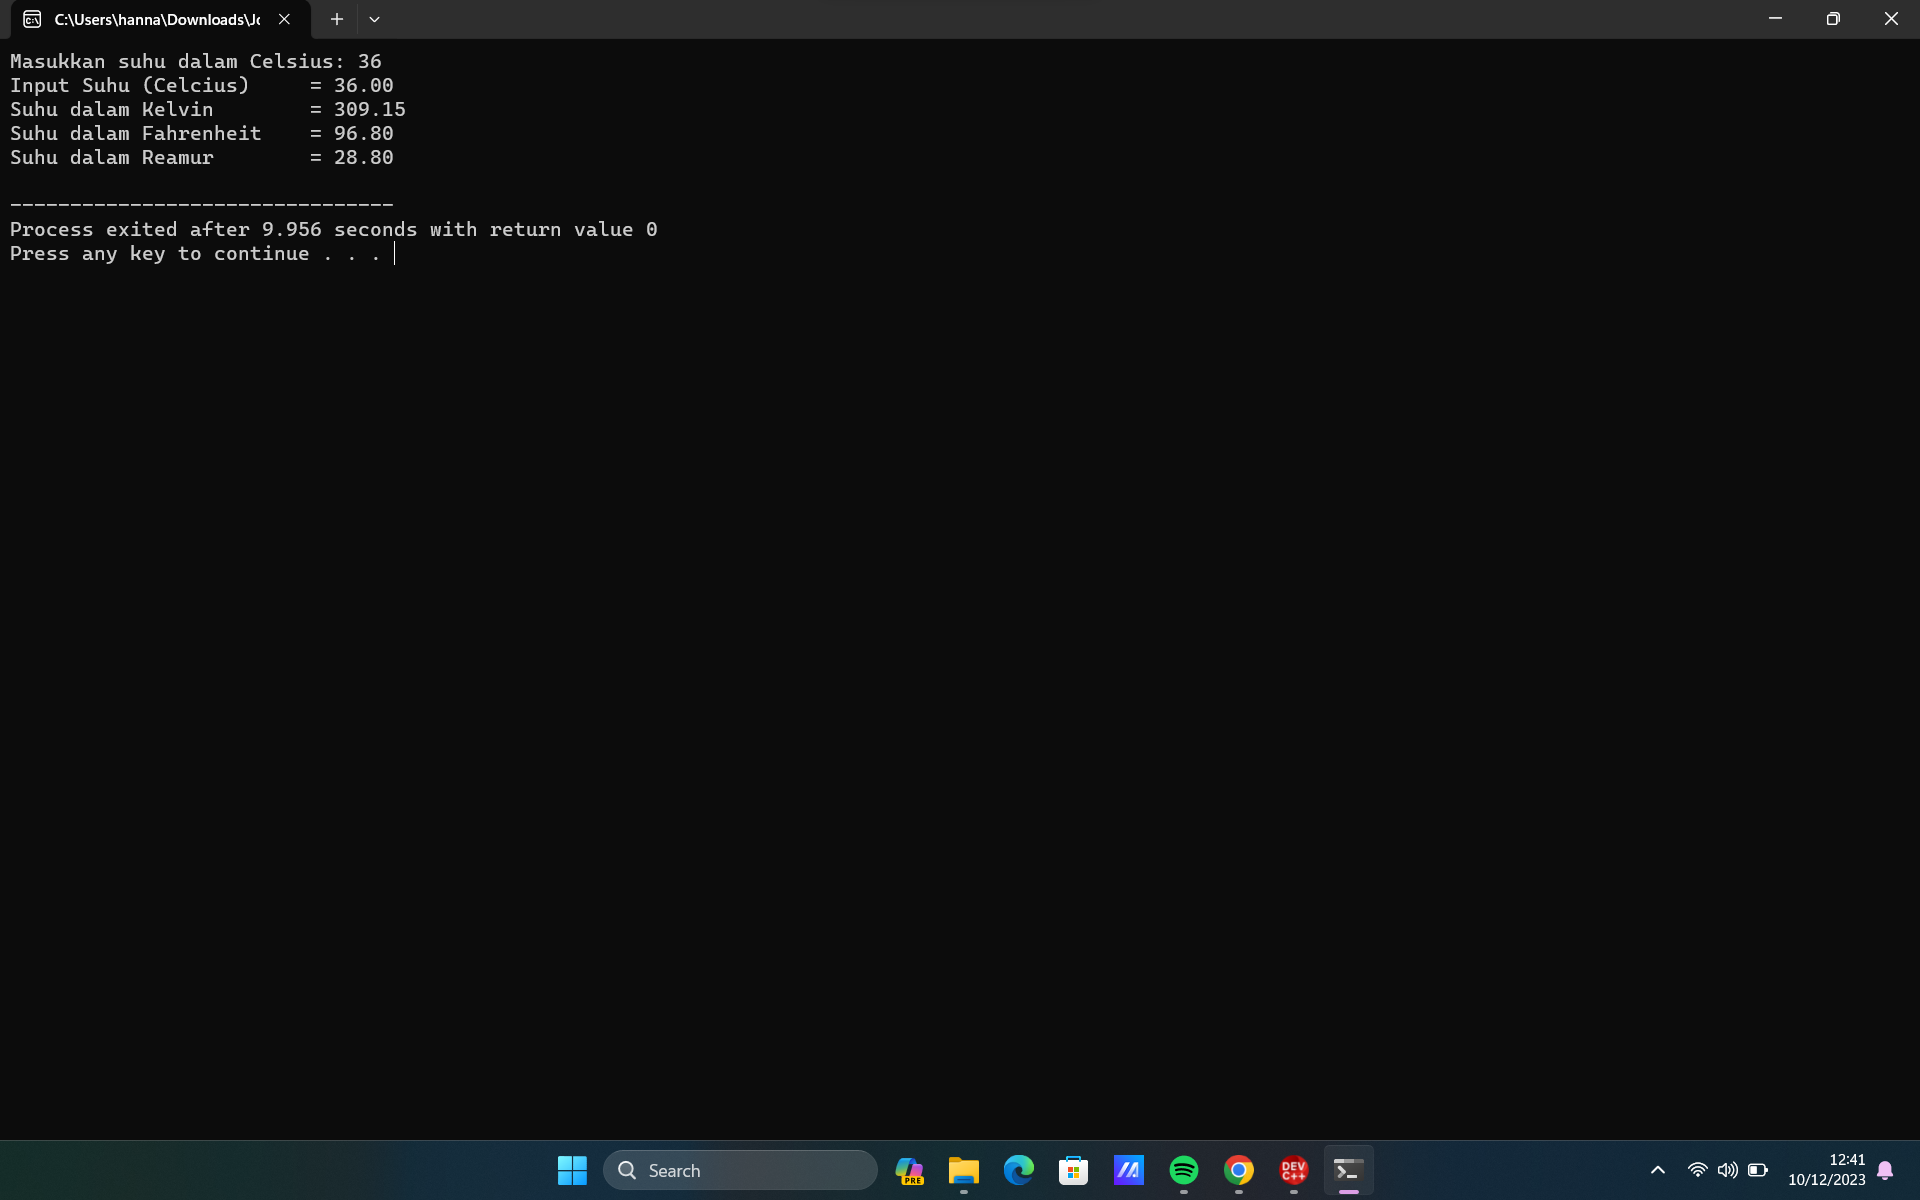 C:\Users\hanna\Downloads\Jo
Masukkan suhu dalam Celsius: 36
Input Suhu (Celcius)     = 36.00
Suhu dalam Kelvin        = 309.15
Suhu dalam Fahrenheit    = 96.80
Suhu dalam Reamur        = 28.80
--------------------------------
Process exited after 9.956 seconds with return value 0
Press any key to continue . . .
Search
PRE
DEV
C++
12:41
10/12/2023